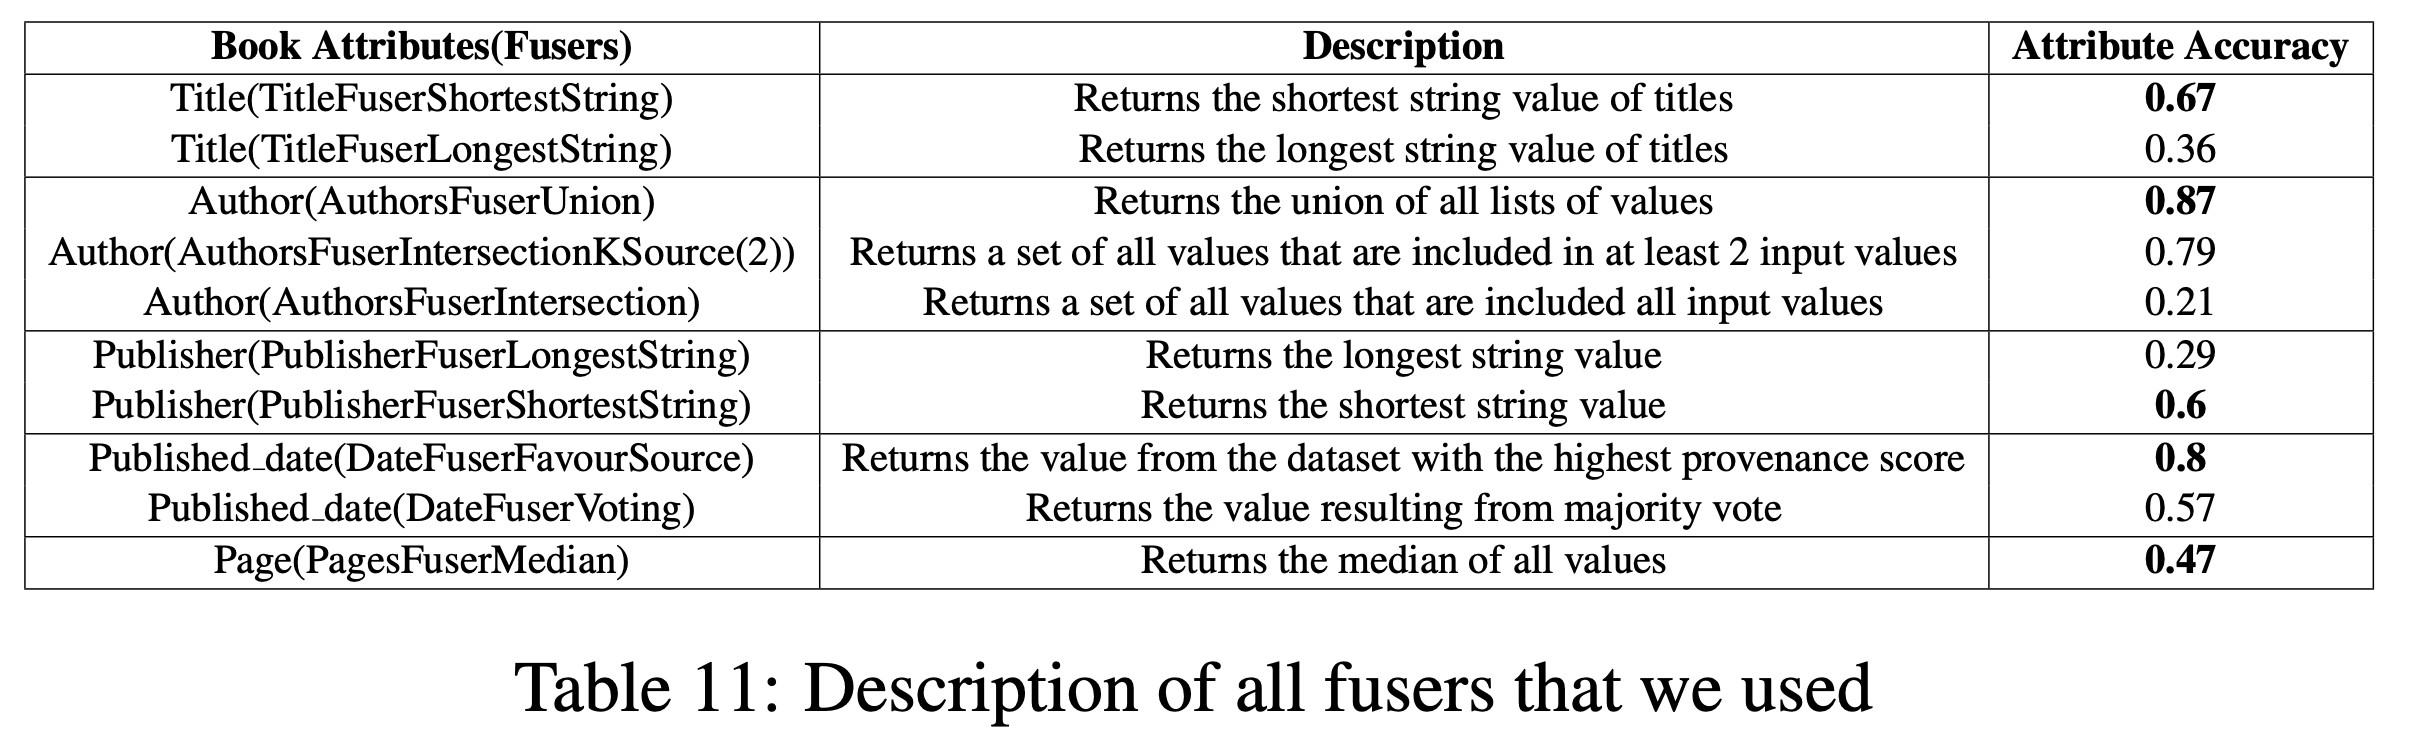 Book Attributes(Fusers) Description Attribute Accuracy
Title(TitleFuserShortestString) Returns the shortest string value of titles 0.67
Title(TitleFuserLongestString) Returns the longest string value of titles 0.36
Author(AuthorsFuserUnion) Returns the union of all lists of values 0.87
Author(AuthorsFuserIntersectionKSource(2)) Returns a set of all values that are included in at least 2 input values 0.79
Author(AuthorsFuserIntersection) Returns a set of all values that are included all input values 0.21
Publisher(PublisherFuserLongestString) Returns the longest string value 0.29
Publisher(PublisherFuserShortestString) Returns the shortest string value 0.6
Published_date(DateFuserFavourSource) Returns the value from the dataset with the highest provenance score 0.8
Published_date(DateFuserVoting) Returns the value resulting from majority vote 0.57
Page(PagesFuserMedian) Returns the median of all values 0.47
Table 11: Description of all fusers that we used